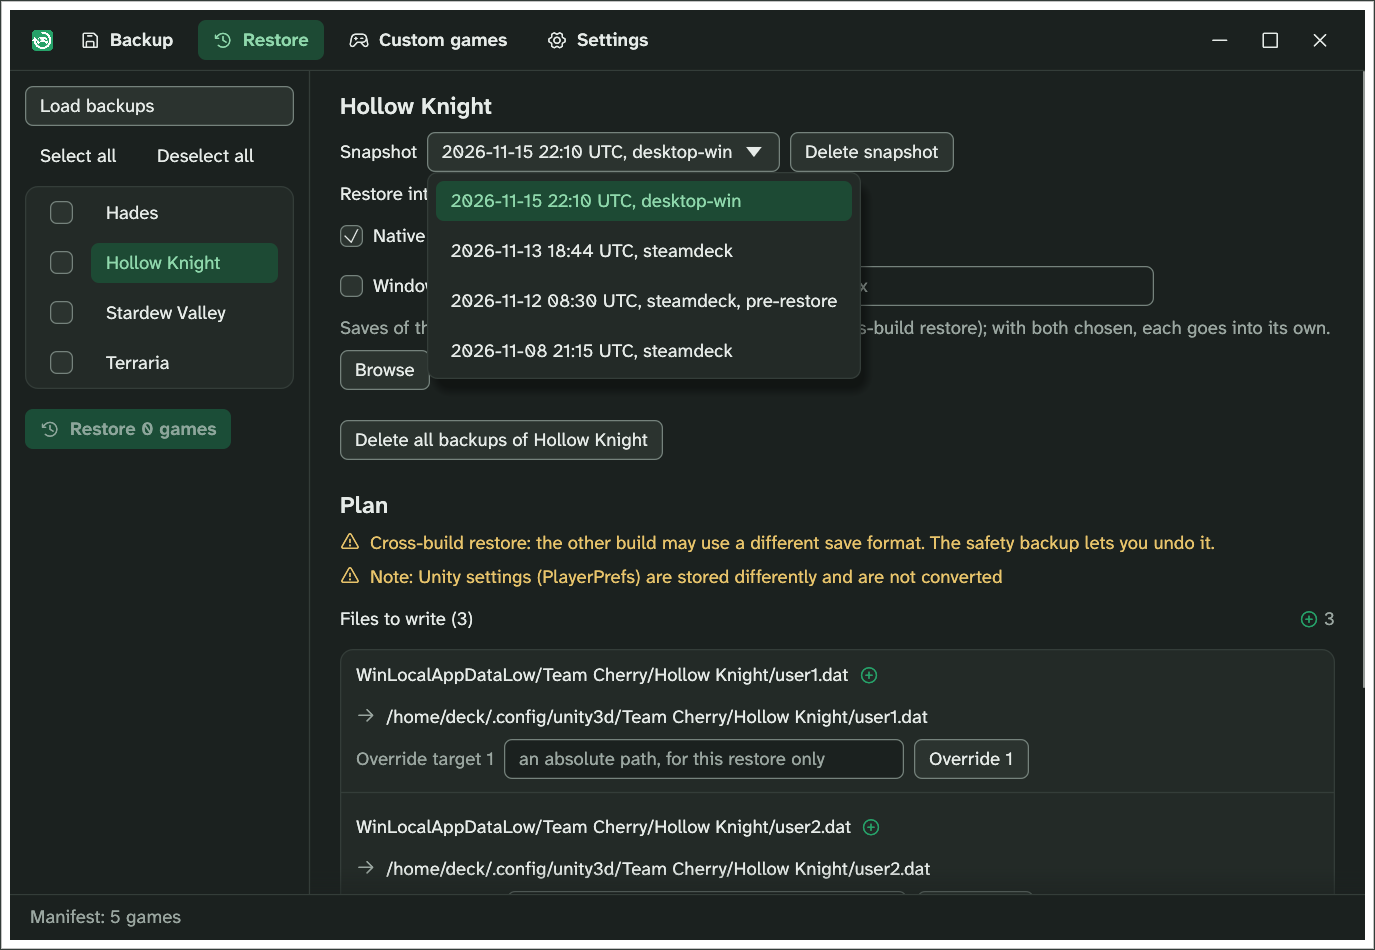 Backup
Restore
Custom games
Settings
Load backups
Select all
Deselect all
Hades
Hollow Knight
Stardew Valley
Terraria
Restore 0 games
Hollow Knight
Snapshot
2026-11-15 22:10 UTC, desktop-win
Delete snapshot
2026-11-15 22:10 UTC, desktop-win
2026-11-13 18:44 UTC, steamdeck
2026-11-12 08:30 UTC, steamdeck, pre-restore
2026-11-08 21:15 UTC, steamdeck
Restore int
Native
Windo
x
Saves of th
s-build restore); with both chosen, each goes into its own.
Browse
Delete all backups of Hollow Knight
Plan
Cross-build restore: the other build may use a different save format. The safety backup lets you undo it.
Note: Unity settings (PlayerPrefs) are stored differently and are not converted
Files to write (3)
3
WinLocalAppDataLow/Team Cherry/Hollow Knight/user1.dat
→ /home/deck/.config/unity3d/Team Cherry/Hollow Knight/user1.dat
Override target 1
an absolute path, for this restore only
Override 1
WinLocalAppDataLow/Team Cherry/Hollow Knight/user2.dat
→ /home/deck/.config/unity3d/Team Cherry/Hollow Knight/user2.dat
Manifest: 5 games